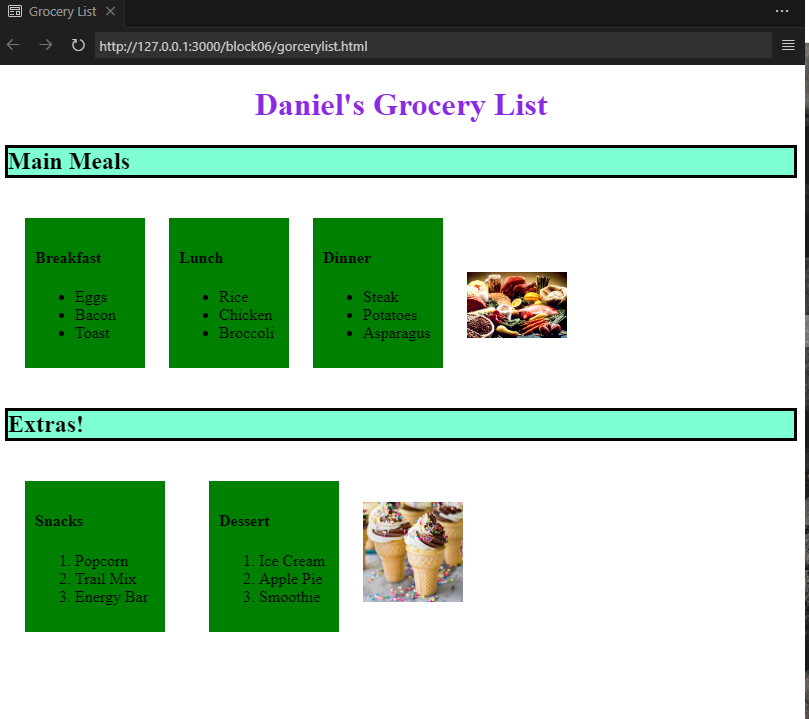 Grocery List
http://127.0.0.1:3000/block06/gorcerylist.html
Daniel's Grocery List
Main Meals
Breakfast
Eggs
Bacon
Toast
Lunch
Rice
Chicken
Broccoli
Dinner
Steak
Potatoes
Asparagus
Extras!
Snacks
1. Popcorn
2. Trail Mix
3. Energy Bar
Dessert
1. Ice Cream
2. Apple Pie
3. Smoothie